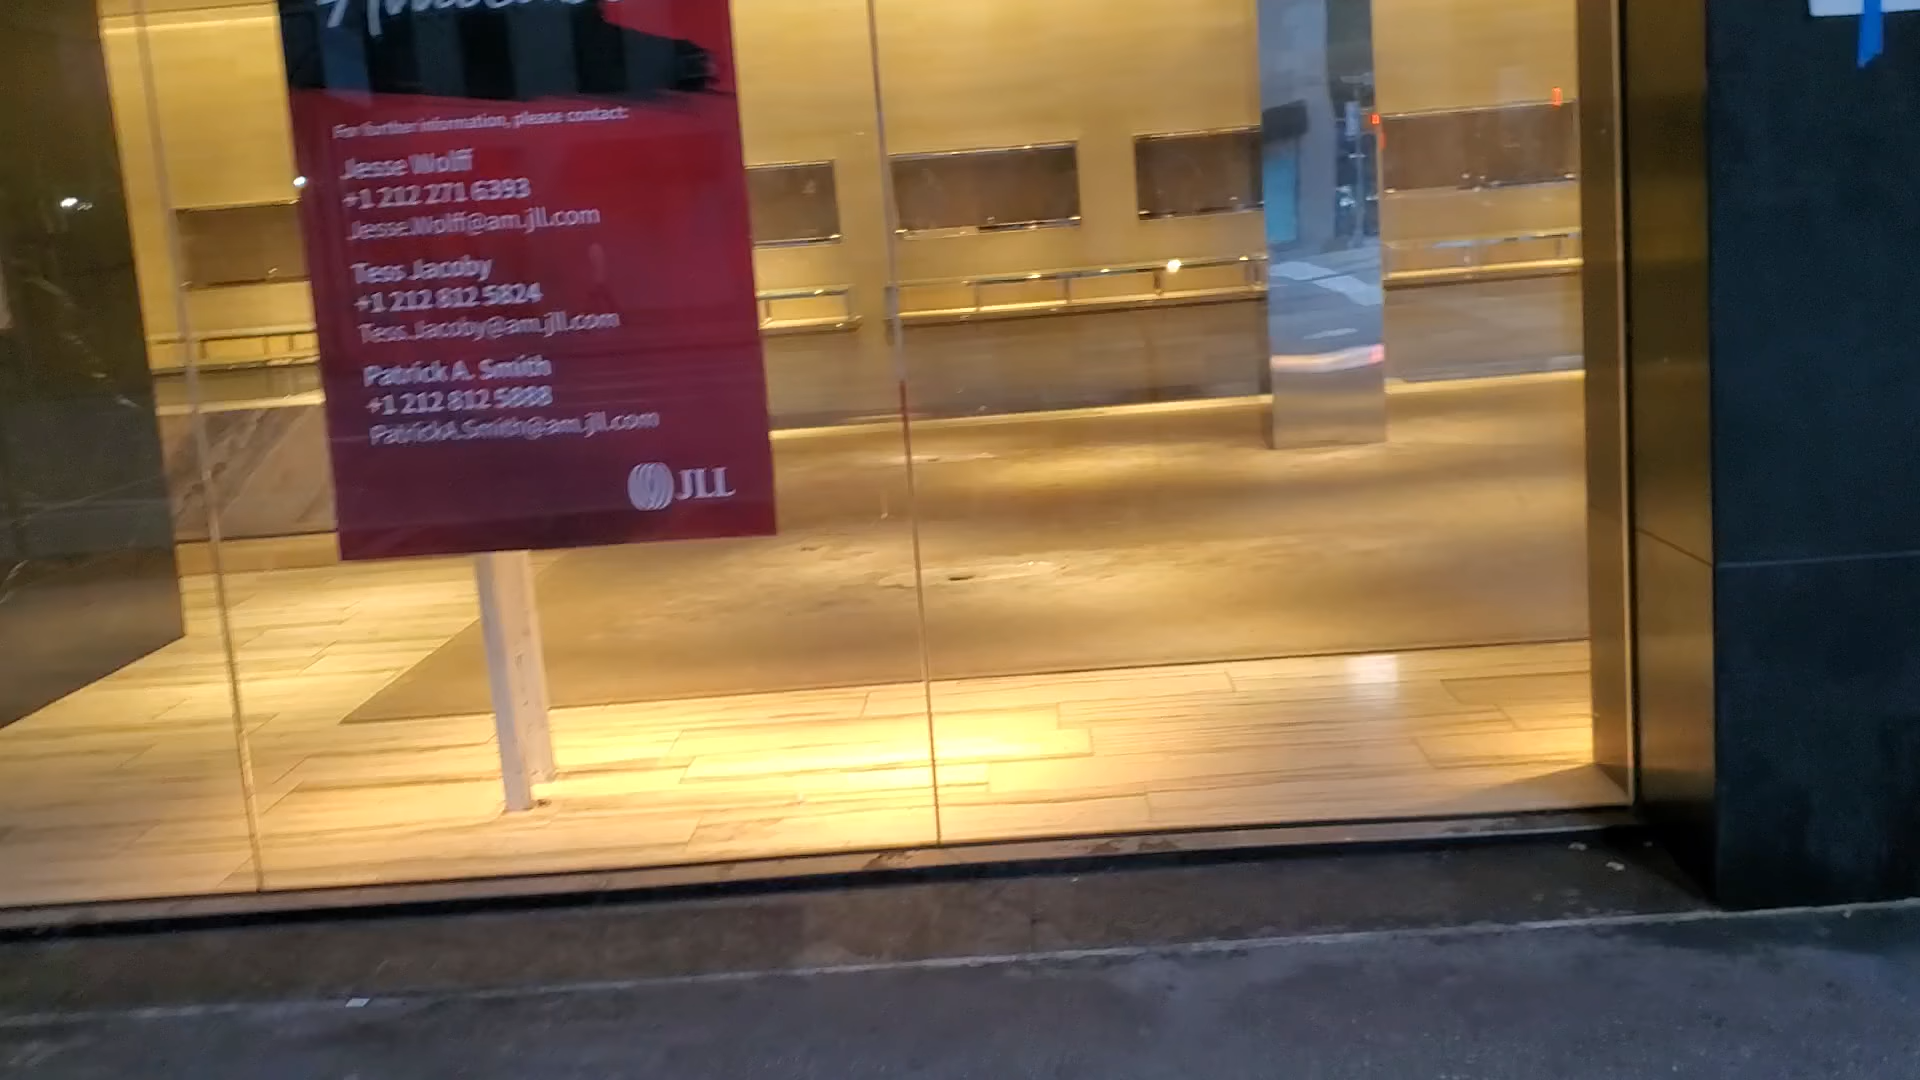 For further information, please contact:
Jesse Wolff
+1 212 271 6393
Jesse.Wolff@am.jll.com
Tess Jacoby
+1 212 812 5824
Tess.Jacoby@am.jll.com
Patrick A. Smith
+1 212 812 5888
PatrickA.Smith@am.jll.com
JLL